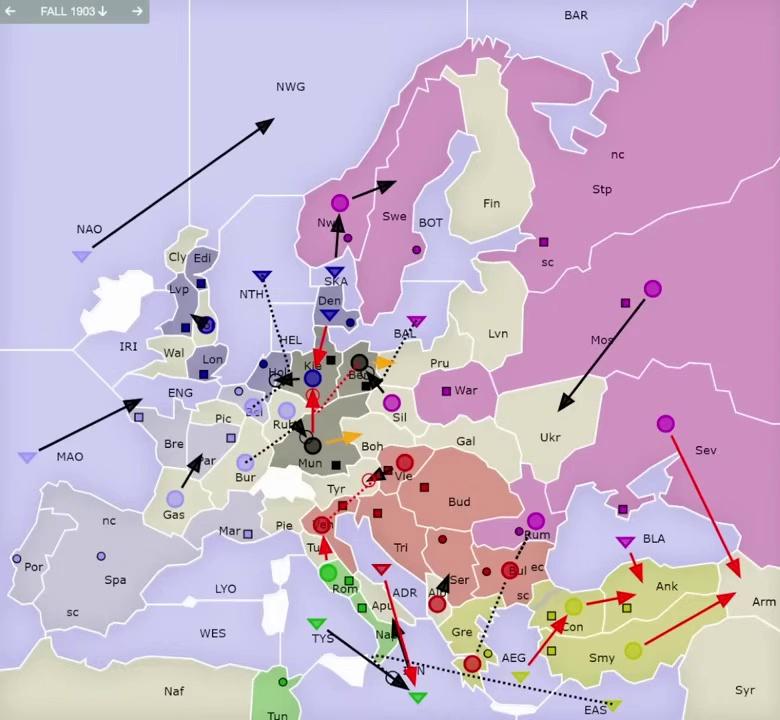 FALL 1903
BAR
NWG
nc
Stp
Fin
Nwy
Swe
BOT
NAO
Cly
Edi
sc
SKA
Lvp
NTH
Den
BAL
Lvn
Mos
IRI
HEL
Kie
Wal
Lon
Hol
Ber
Pru
War
ENG
Bel
Sil
Pic
Ruh
Ukr
MAO
Bre
Par
Mun
Boh
Gal
Sev
Bur
Tyr
Vie
Bud
Gas
nc
Mar
Pie
Ven
Tri
Rum
BLA
Por
Spa
Tus
Rom
ADR
Ser
Bul
ec
sc
Ank
Arm
LYO
Apu
Alb
sc
WES
TYS
Nap
Gre
Con
AEG
Smy
ION
Syr
Naf
Tun
EAS